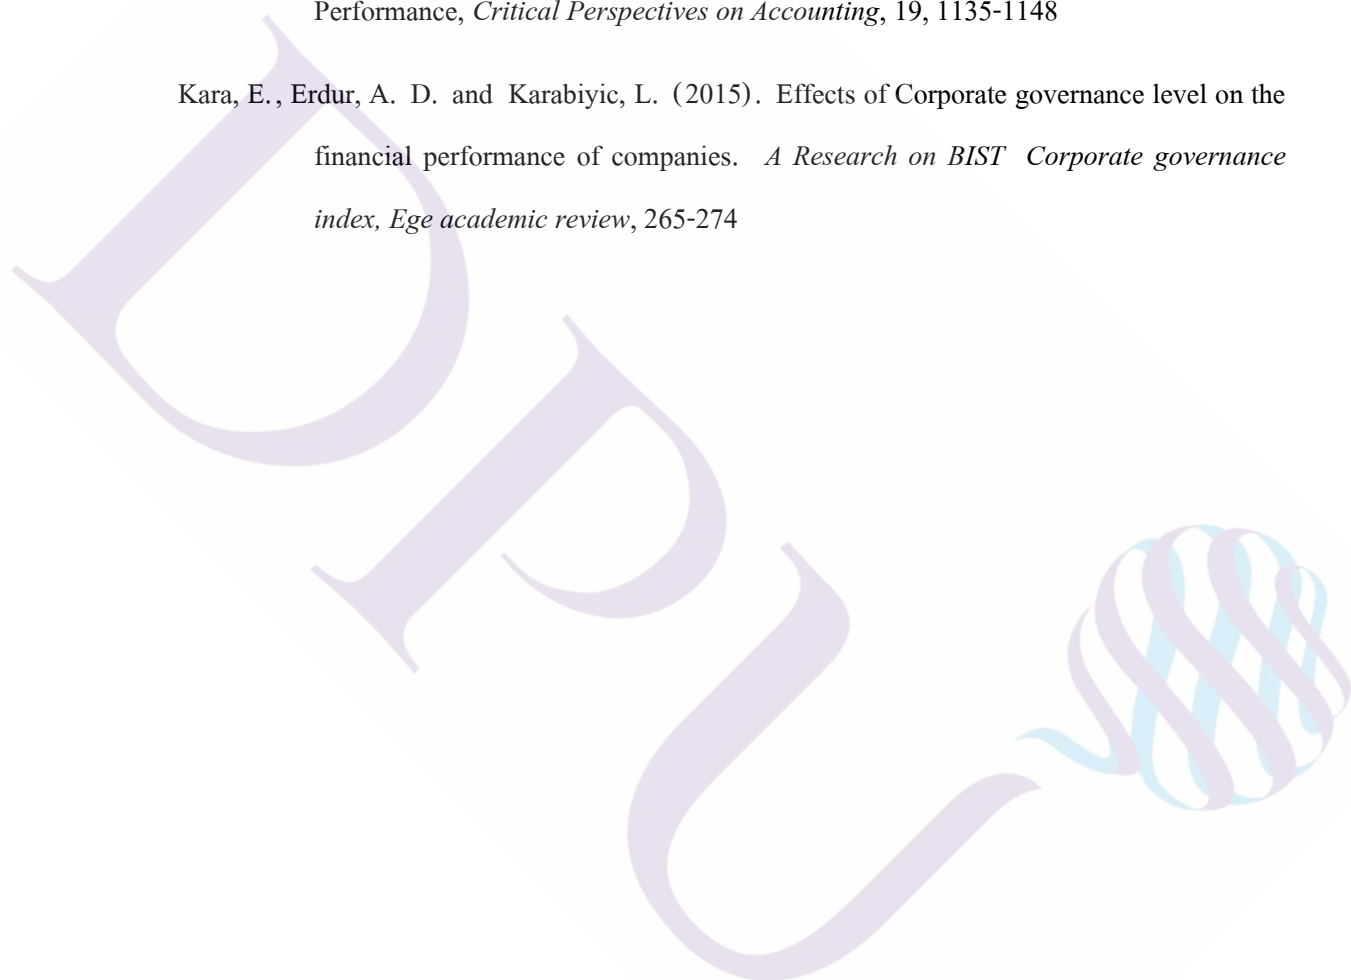 Performance, Critical Perspectives on Accounting, 19, 1135-1148
Kara, E., Erdur, A. D. and Karabiyic, L. (2015). Effects of Corporate governance level on the
financial performance of companies. A Research on BIST Corporate governance
index, Ege academic review, 265-274
DPU